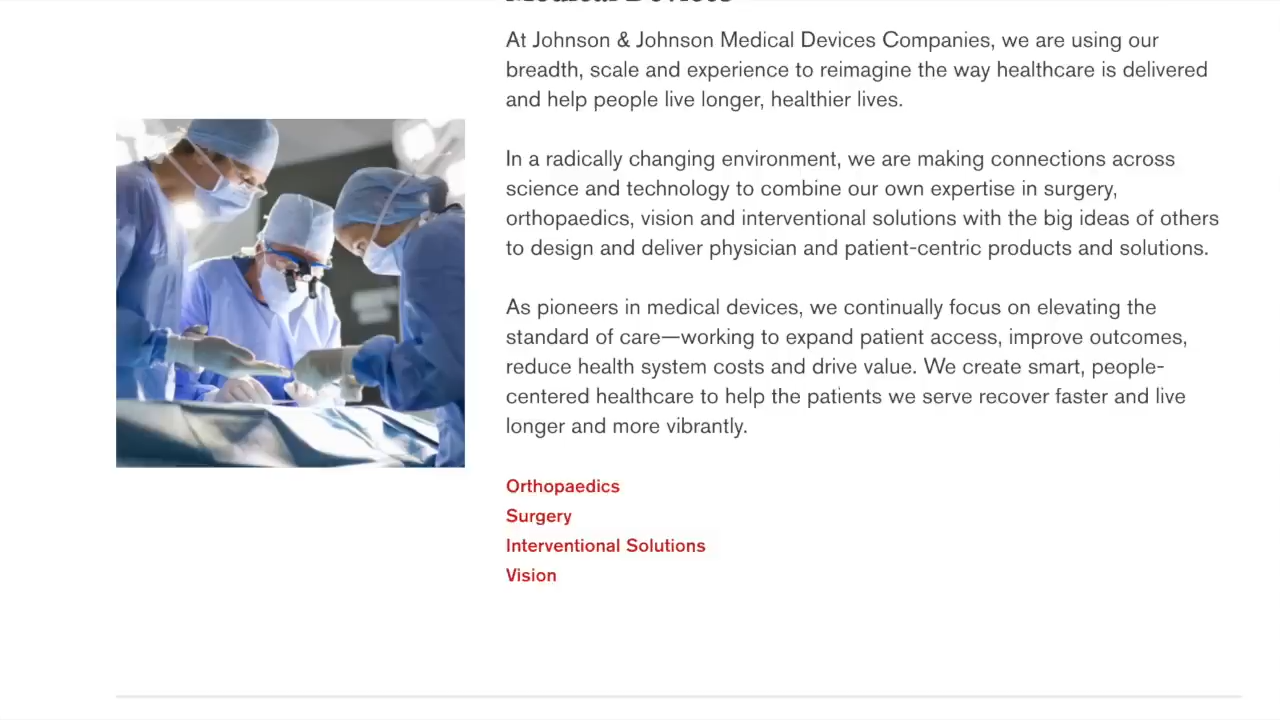 Medical Devices
At Johnson & Johnson Medical Devices Companies, we are using our
breadth, scale and experience to reimagine the way healthcare is delivered
and help people live longer, healthier lives.
In a radically changing environment, we are making connections across
science and technology to combine our own expertise in surgery,
orthopaedics, vision and interventional solutions with the big ideas of others
to design and deliver physician and patient-centric products and solutions.
As pioneers in medical devices, we continually focus on elevating the
standard of care—working to expand patient access, improve outcomes,
reduce health system costs and drive value. We create smart, people-
centered healthcare to help the patients we serve recover faster and live
longer and more vibrantly.
Orthopaedics
Surgery
Interventional Solutions
Vision